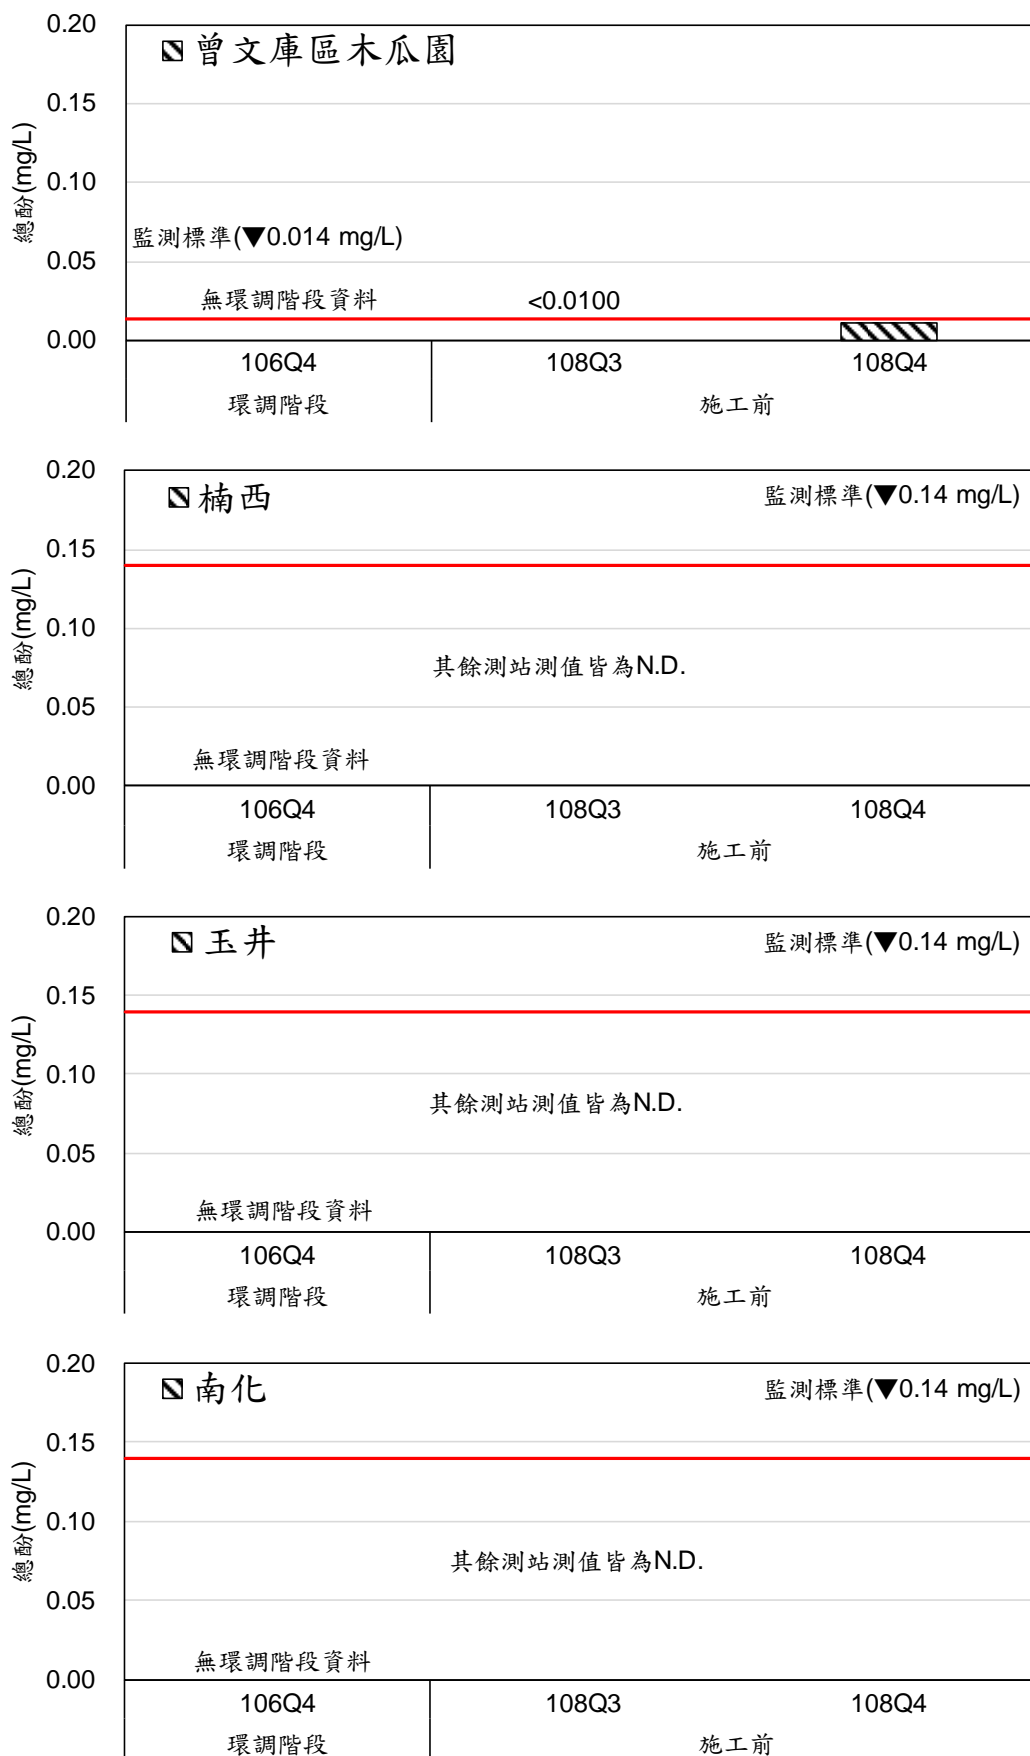 0.20
曾文庫區木瓜園
0.15
0.10
總酚(mg/L)
監測標準(▼0.014 mg/L)
0.05
無環調階段資料 <0.0100
0.00
106Q4 108Q3 108Q4
環調階段 施工前
0.20
楠西 監測標準(▼0.14 mg/L)
0.15
總酚(mg/L)
0.10
其餘測站測值皆為N.D.
0.05
無環調階段資料
0.00
106Q4 108Q3 108Q4
環調階段 施工前
0.20
玉井 監測標準(▼0.14 mg/L)
0.15
總酚(mg/L)
0.10
其餘測站測值皆為N.D.
0.05
無環調階段資料
0.00
106Q4 108Q3 108Q4
環調階段 施工前
0.20
南化 監測標準(▼0.14 mg/L)
0.15
總酚(mg/L)
0.10
其餘測站測值皆為N.D.
0.05
無環調階段資料
0.00
106Q4 108Q3 108Q4
環調階段 施工前